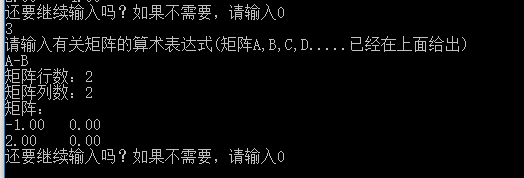 还要继续输入吗？如果不需要，请输入0
3
请输入有关矩阵的算术表达式(矩阵A,B,C,D.....已经在上面给出)
A-B
矩阵行数：2
矩阵列数：2
矩阵：
-1.00   0.00
2.00    0.00
还要继续输入吗？如果不需要，请输入0